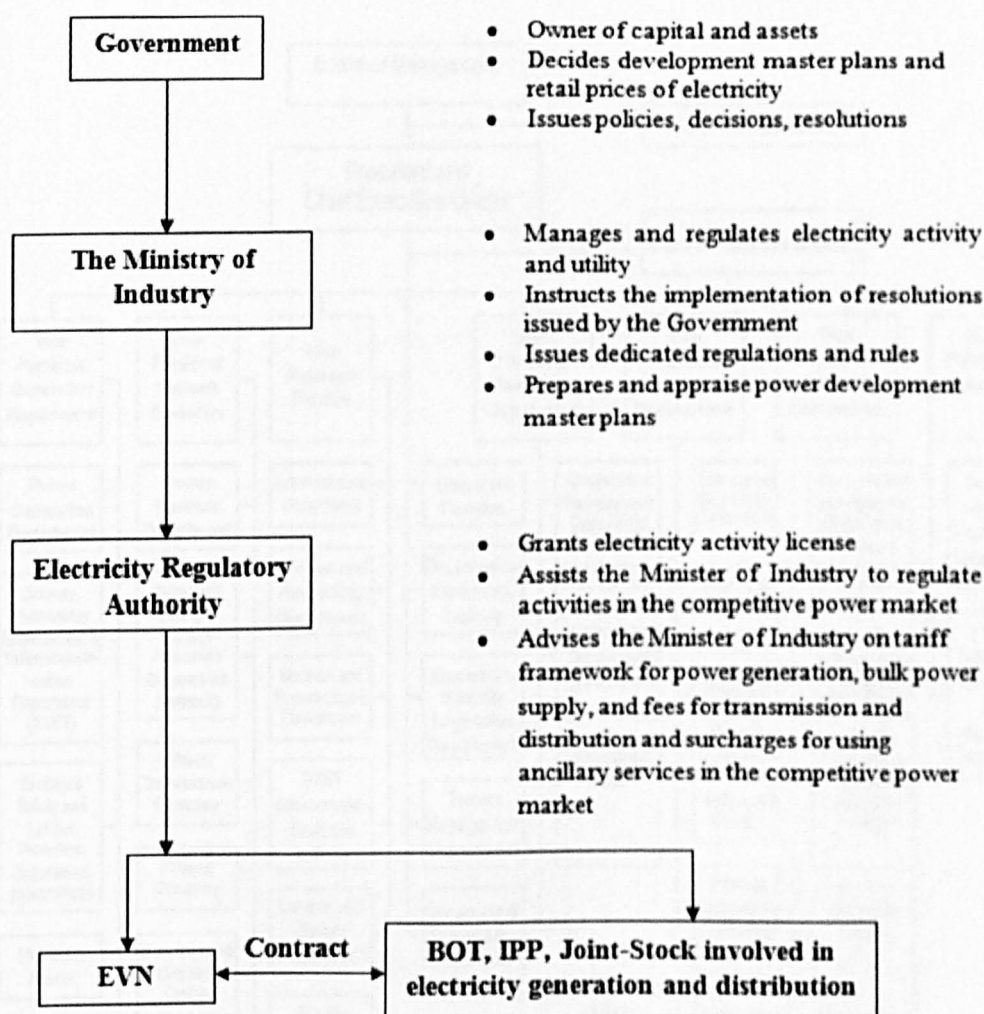 Government
• Owner of capital and assets
• Decides development master plans and
retail prices of electricity
• Issues policies, decisions, resolutions
The Ministry of
Industry
• Manages and regulates electricity activity
and utility
• Instructs the implementation of resolutions
issued by the Government
• Issues dedicated regulations and rules
• Prepares and appraise power development
master plans
Electricity Regulatory
Authority
• Grants electricity activity license
• Assists the Minister of Industry to regulate
activities in the competitive power market
• Advises the Minister of Industry on tariff
framework for power generation, bulk power
supply, and fees for transmission and
distribution and surcharges for using
ancillary services in the competitive power
market
EVN
Contract
BOT, IPP, Joint-Stock involved in
electricity generation and distribution